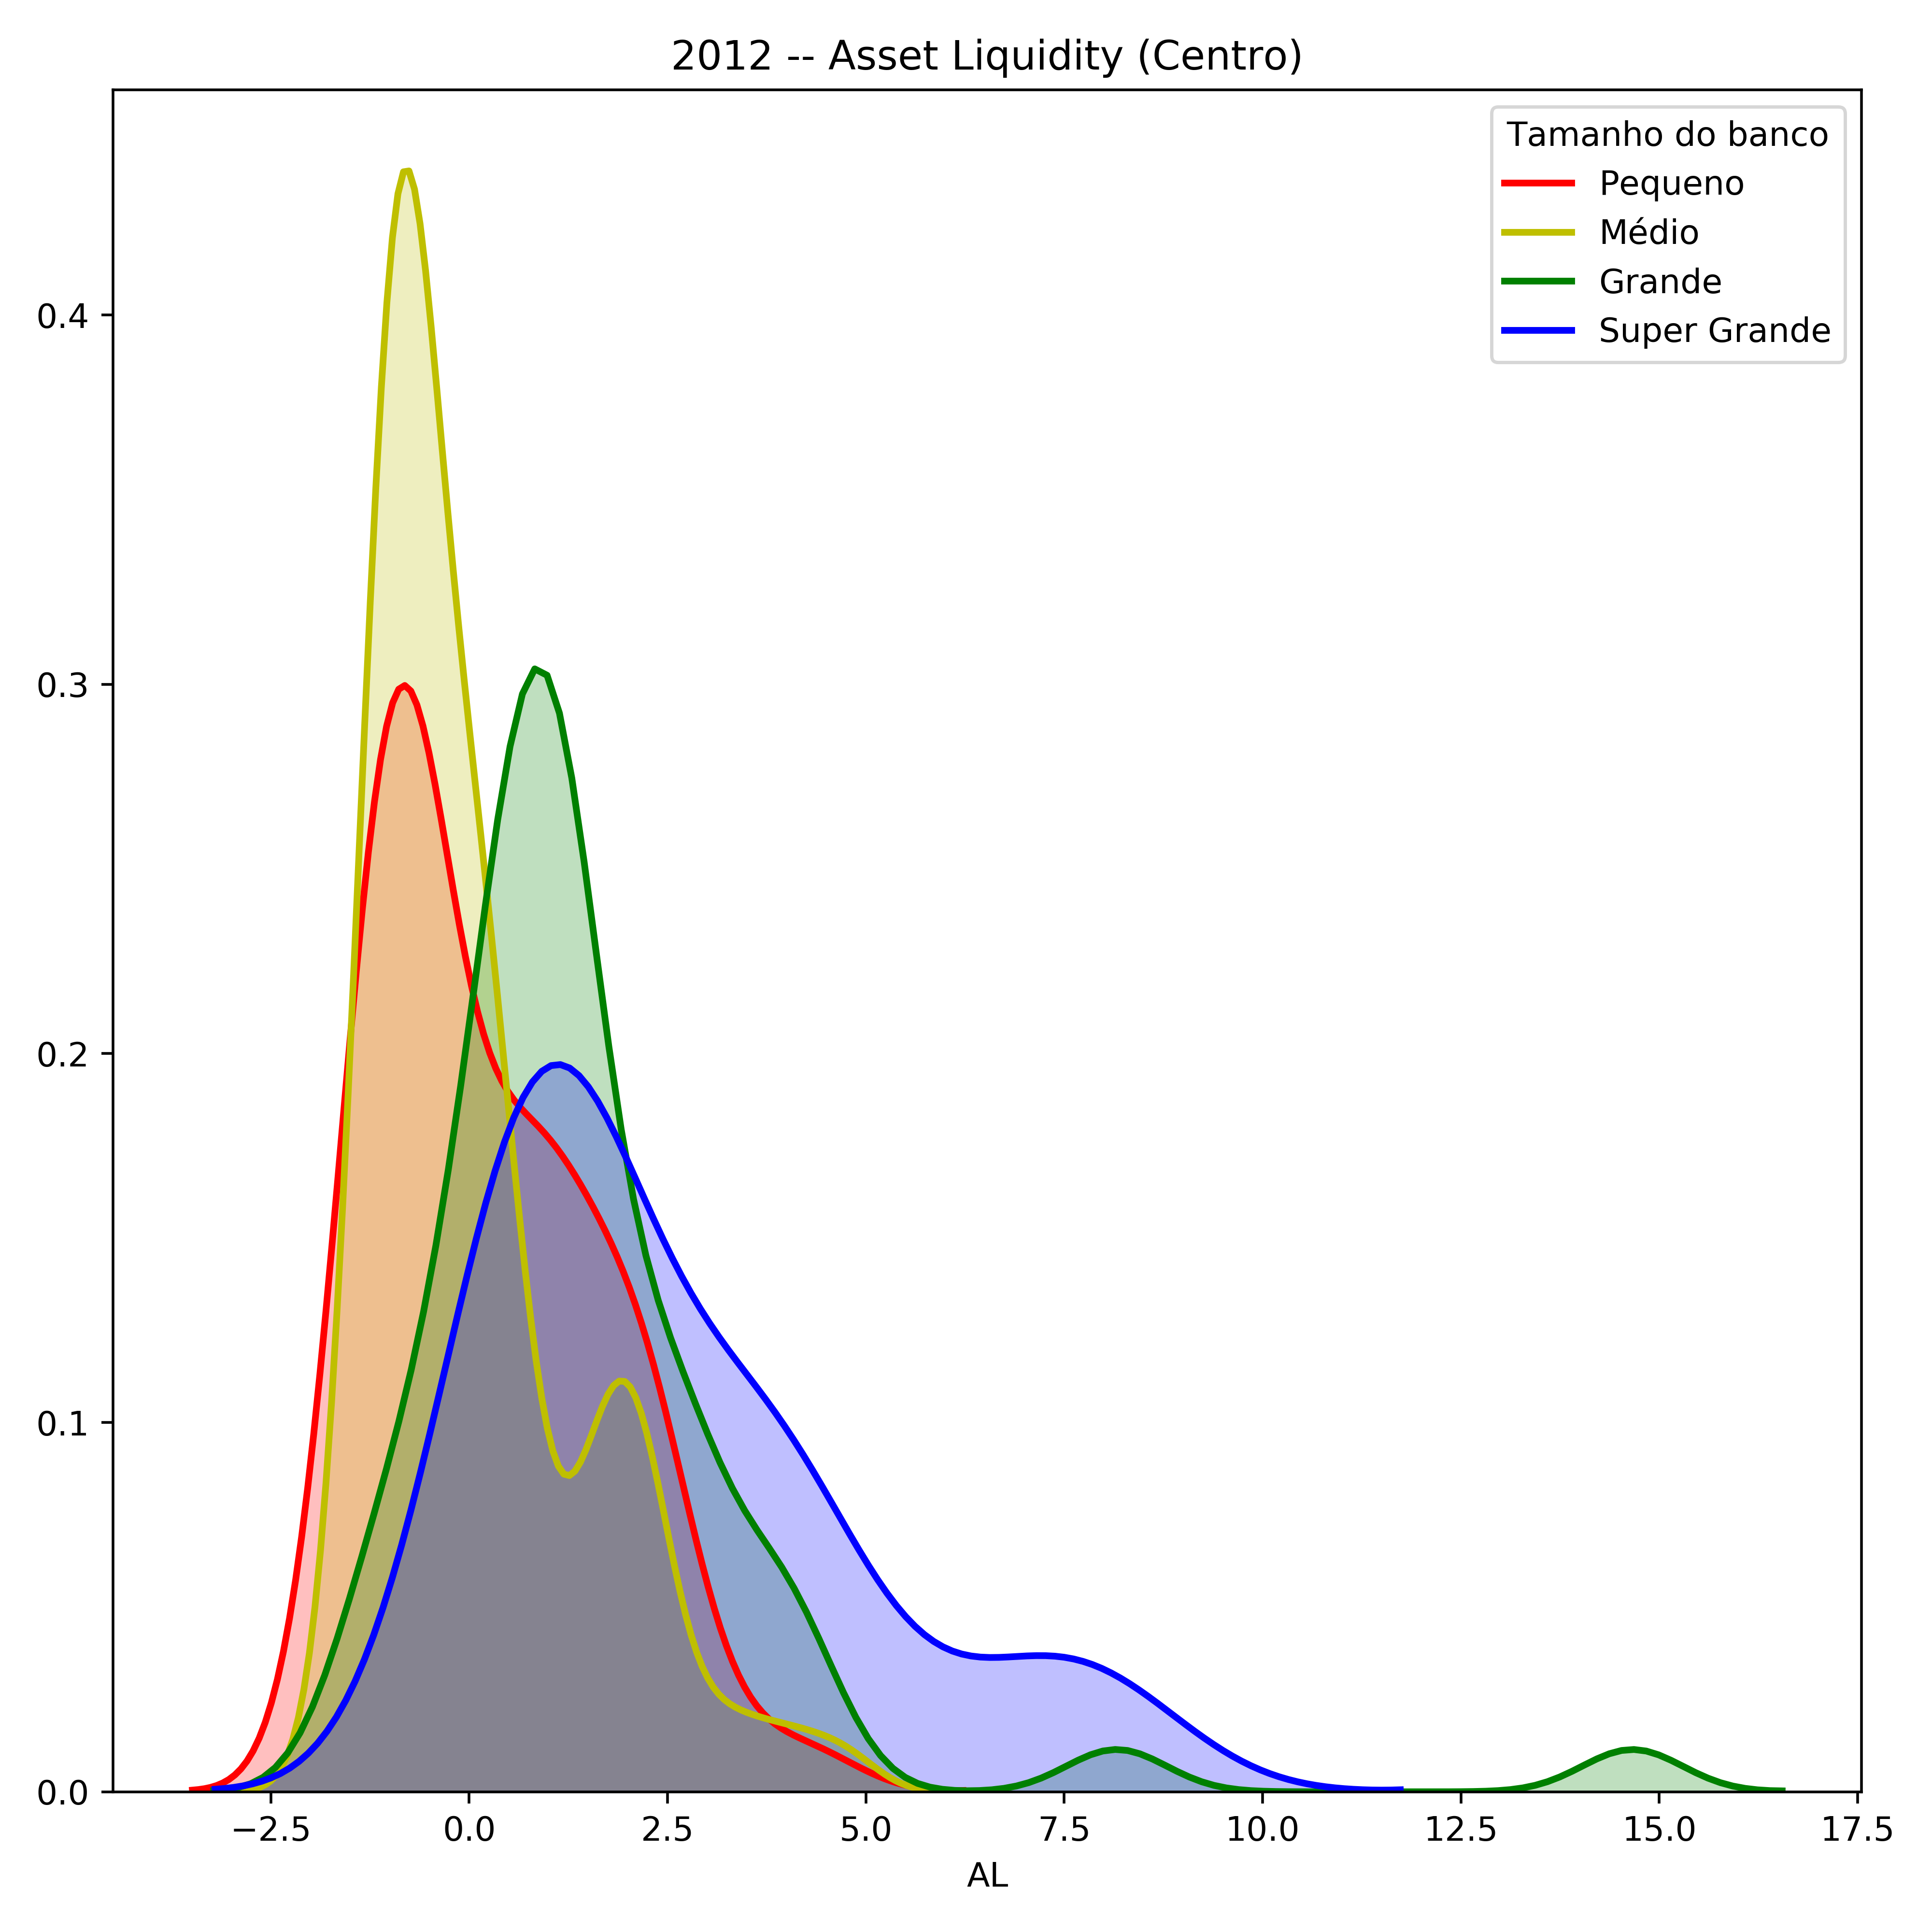 2012 -- Asset Liquidity (Centro)
Tamanho do banco
Pequeno
Médio
Grande
Super Grande
0.4
0.3
0.2
0.1
0.0
−2.5 0.0 2.5 5.0 7.5 10.0 12.5 15.0 17.5
AL